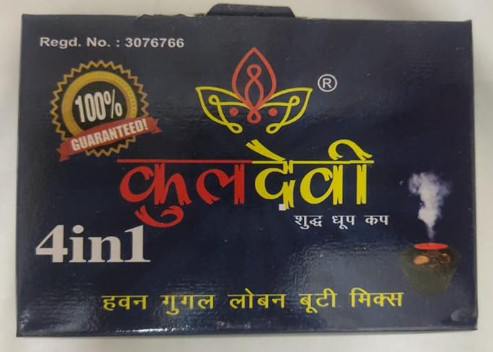 Regd. No. : 3076766
®
100%
GUARANTEED!
कुलदेवी
शुद्ध धूप कप
4in1
हवन गुगल लोबन बूटी मिक्स